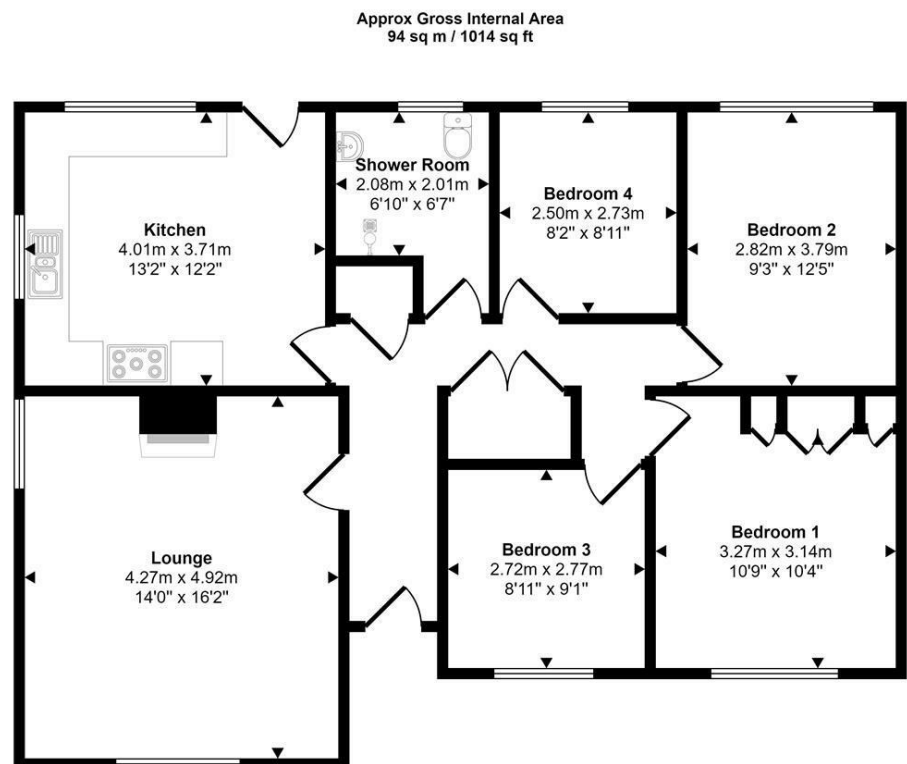 Approx Gross Internal Area
94 sq m / 1014 sq ft
Shower Room
2.08m x 2.01m
6'10" x 6'7"
Bedroom 4
2.50m x 2.73m
8'2" x 8'11"
Kitchen
4.01m x 3.71m
13'2" x 12'2"
Bedroom 2
2.82m x 3.79m
9'3" x 12'5"
Lounge
4.27m x 4.92m
14'0" x 16'2"
Bedroom 3
2.72m x 2.77m
8'11" x 9'1"
Bedroom 1
3.27m x 3.14m
10'9" x 10'4"